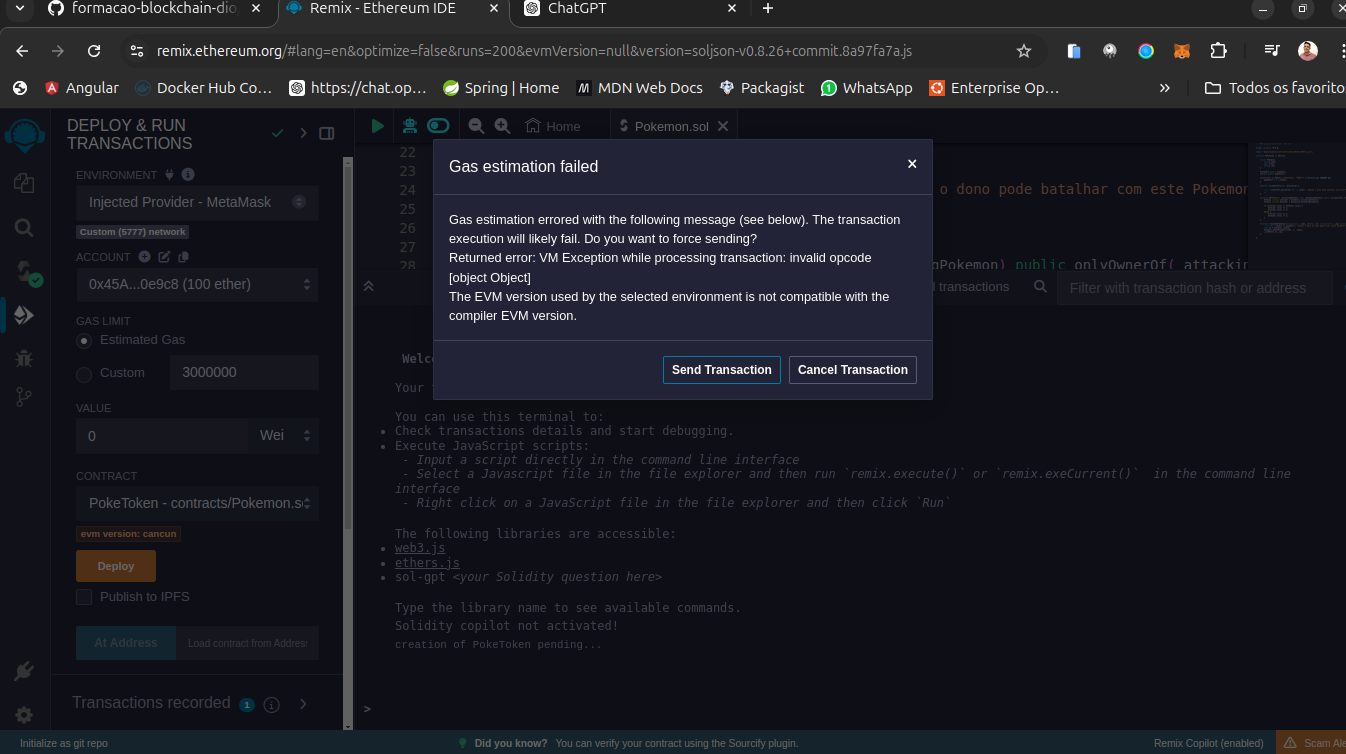 formacao-blockchain-dio
Remix - Ethereum IDE
ChatGPT
remix.ethereum.org/#lang=en&optimize=false&runs=200&evmVersion=null&version=soljson-v0.8.26+commit.8a97fa7a.js
Angular
Docker Hub Co...
https://chat.op...
Spring | Home
MDN Web Docs
Packagist
WhatsApp
Enterprise Op...
»
Todos os favorito
DEPLOY & RUN
TRANSACTIONS
ENVIRONMENT
Injected Provider - MetaMask
Custom (5777) network
ACCOUNT
0x45A...0e9c8 (100 ether)
GAS LIMIT
Estimated Gas
Custom
3000000
VALUE
0
Wei
CONTRACT
PokeToken - contracts/Pokemon.s
evm version: cancun
Deploy
Publish to IPFS
At Address
Load contract from Address
Transactions recorded 1
Home
Pokemon.sol
22
23
24
o dono pode batalhar com este Pokemon
25
26
27
28
gPokemon) public onlyOwnerOf(_attackin
Gas estimation failed
Gas estimation errored with the following message (see below). The transaction
execution will likely fail. Do you want to force sending?
Returned error: VM Exception while processing transaction: invalid opcode
[object Object]
The EVM version used by the selected environment is not compatible with the
compiler EVM version.
Send Transaction
Cancel Transaction
transactions
Filter with transaction hash or address
Welco
Your
You can use this terminal to:
• Check transactions details and start debugging.
• Execute JavaScript scripts:
- Input a script directly in the command line interface
- Select a Javascript file in the file explorer and then run `remix.execute()` or `remix.exeCurrent()` in the command line
interface
- Right click on a JavaScript file in the file explorer and then click `Run`
The following libraries are accessible:
• web3.js
• ethers.js
• sol-gpt <your Solidity question here>
Type the library name to see available commands.
Solidity copilot not activated!
creation of PokeToken pending...
>
Initialize as git repo
Did you know? You can verify your contract using the Sourcify plugin.
Remix Copilot (enabled)
Scam Ale